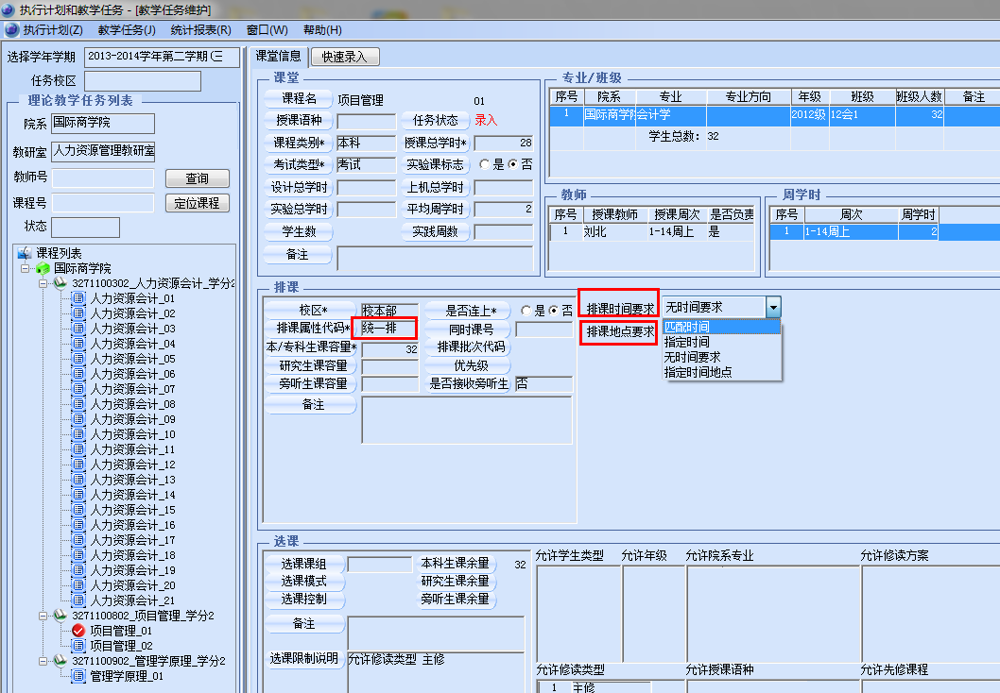 执行计划和教学任务 - [教学任务维护]
执行计划(Z) 教学任务(J) 统计报表(R) 窗口(W) 帮助(H)
选择学年学期 2013-2014学年第二学期(三
任务校区
理论教学任务列表
院系 国际商学院
教研室 人力资源管理教研室
教师号 查询
课程号 定位课程
状态
课程列表
国际商学院
3271100302_人力资源会计_学分2
人力资源会计_01
人力资源会计_02
人力资源会计_03
人力资源会计_04
人力资源会计_05
人力资源会计_06
人力资源会计_07
人力资源会计_08
人力资源会计_09
人力资源会计_10
人力资源会计_11
人力资源会计_12
人力资源会计_13
人力资源会计_14
人力资源会计_15
人力资源会计_16
人力资源会计_17
人力资源会计_18
人力资源会计_19
人力资源会计_20
人力资源会计_21
3271100802_项目管理_学分2
项目管理_01
项目管理_02
3271100902_管理学原理_学分2
管理学原理_01
课堂信息 快速录入
课堂
课程名 项目管理 01
授课语种 任务状态 录入
课程类别* 本科 授课总学时* 28
考试类型* 考试 实验课标志 是 否
设计总学时 上机总学时
实验总学时 平均周学时 2
学生数 实践周数
备注
专业/班级
序号 院系 专业 专业方向 年级 班级 班级人数 备注
1 国际商学院 会计学 2012级 12会1 32
学生总数: 32
教师
序号 授课教师 授课周次 是否负责
1 刘北 1-14周上 是
周学时
序号 周次 周学时
1 1-14周上 2
排课
校区* 校本部 是否连上* 是 否
排课属性代码* 统一排 同时课号
本/专科生课容量* 32 排课批次代码
研究生课容量 优先级
旁听生课容量 是否接收旁听生 否
备注
排课时间要求 无时间要求
排课地点要求
匹配时间
指定时间
无时间要求
指定时间地点
选课
选课课组 本科生课余量 32
选课模式 研究生课余量
选课控制 旁听生课余量
备注
选课限制说明 允许修读类型 主修
允许学生类型 允许年级 允许院系专业 允许修读方案
允许修读类型 允许授课语种 允许先修课程
1 主修